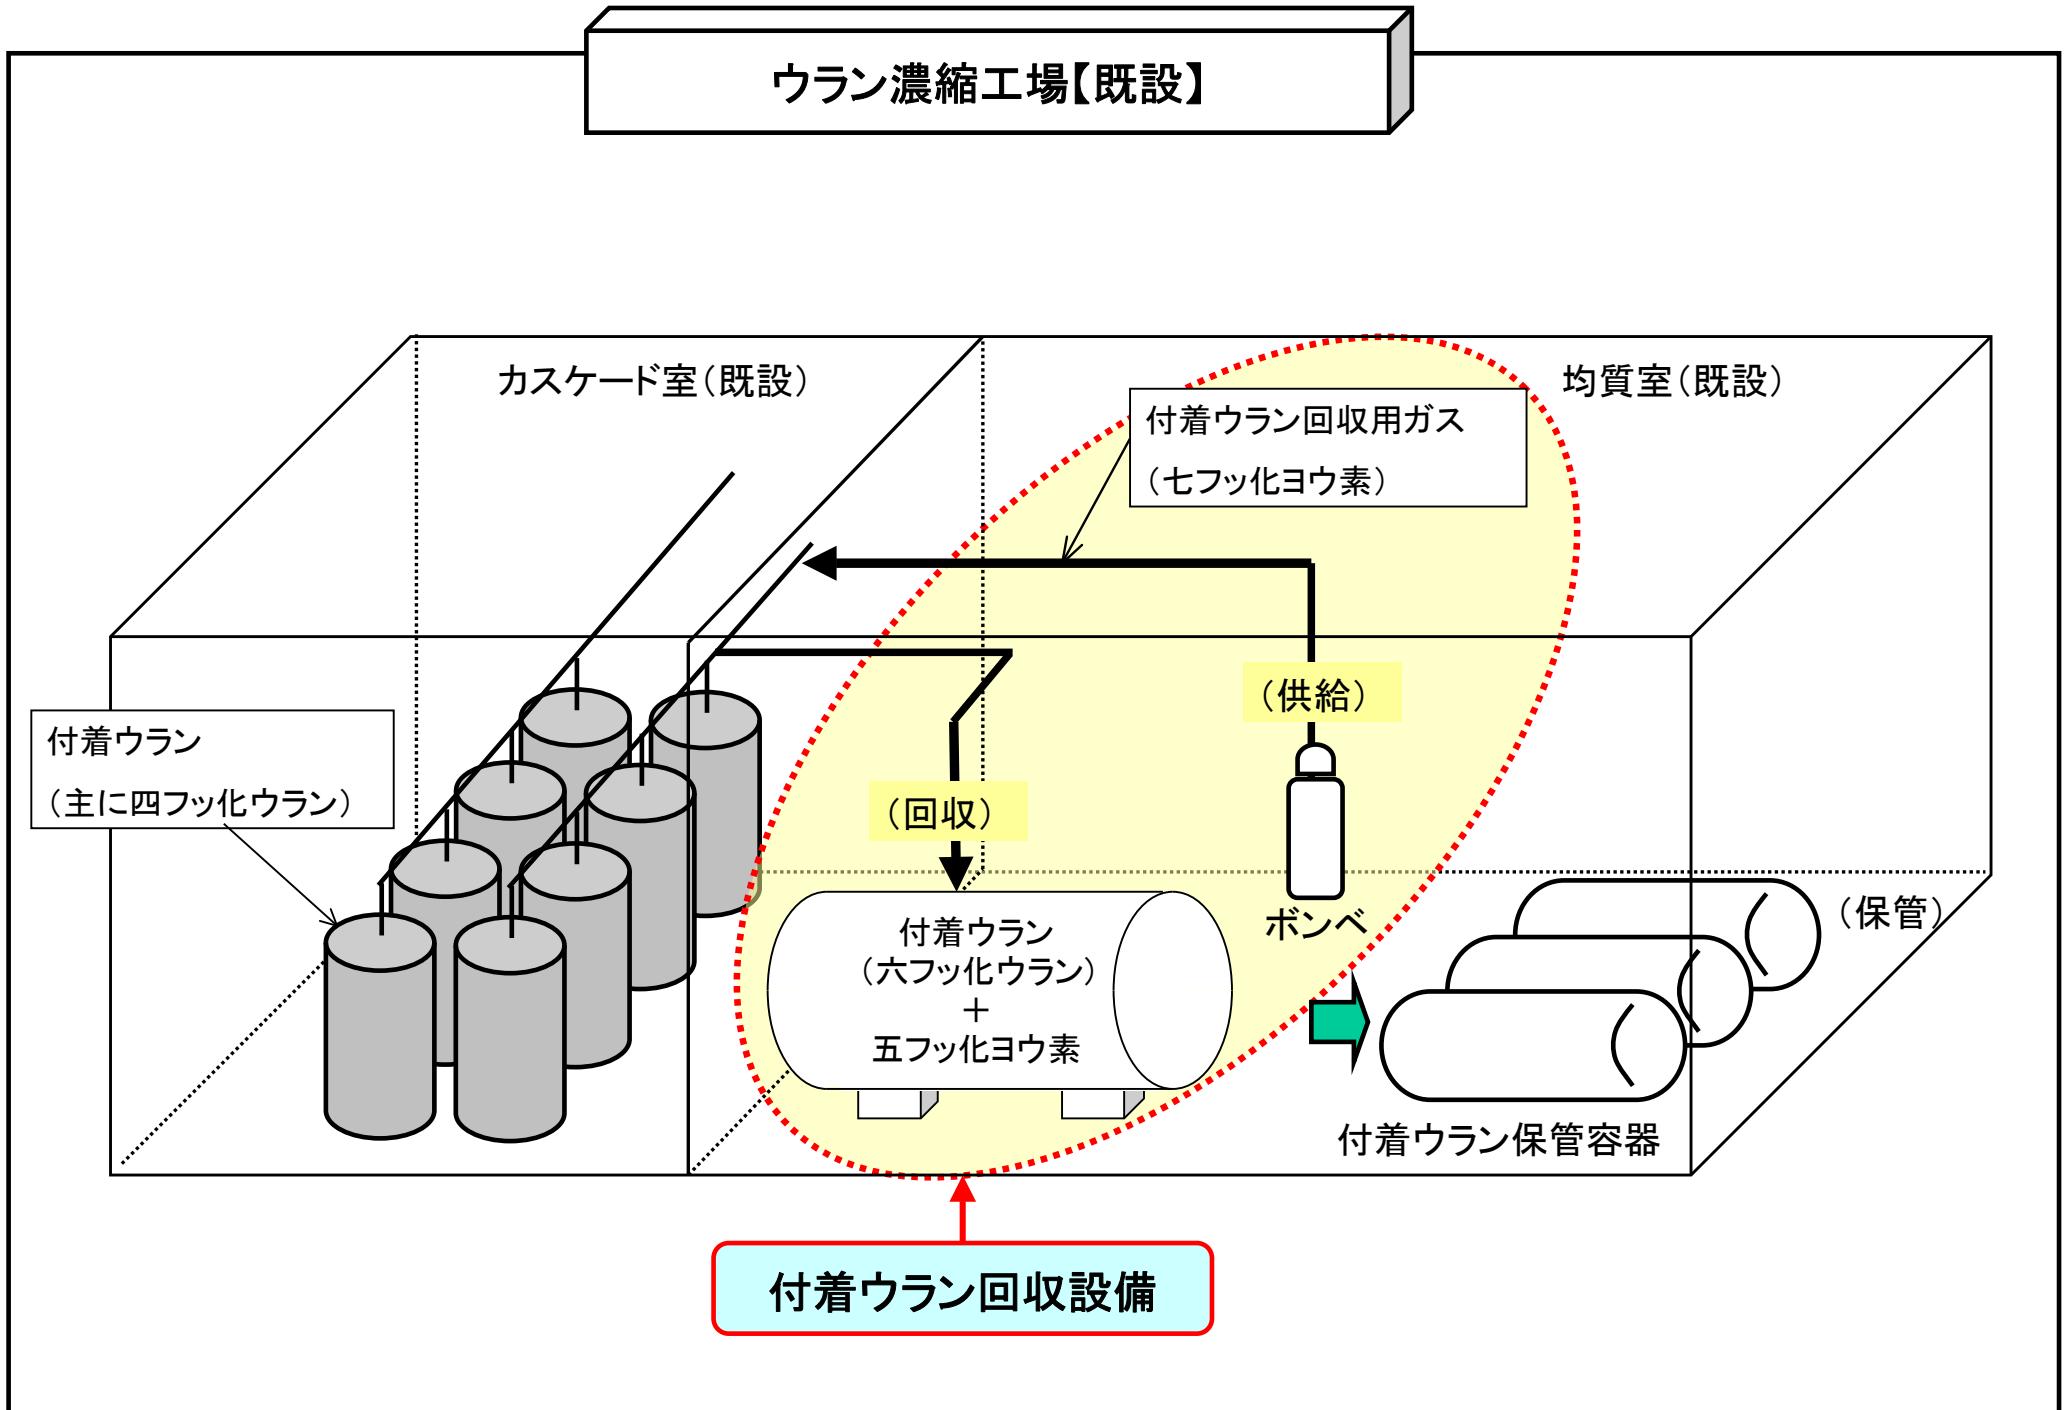 ウラン濃縮工場【既設】
カスケード室（既設）
均質室（既設）
付着ウラン回収用ガス
（七フッ化ヨウ素）
（供給）
付着ウラン
（主に四フッ化ウラン）
（回収）
ボンベ
（保管）
付着ウラン
（六フッ化ウラン）
＋
五フッ化ヨウ素
付着ウラン保管容器
付着ウラン回収設備